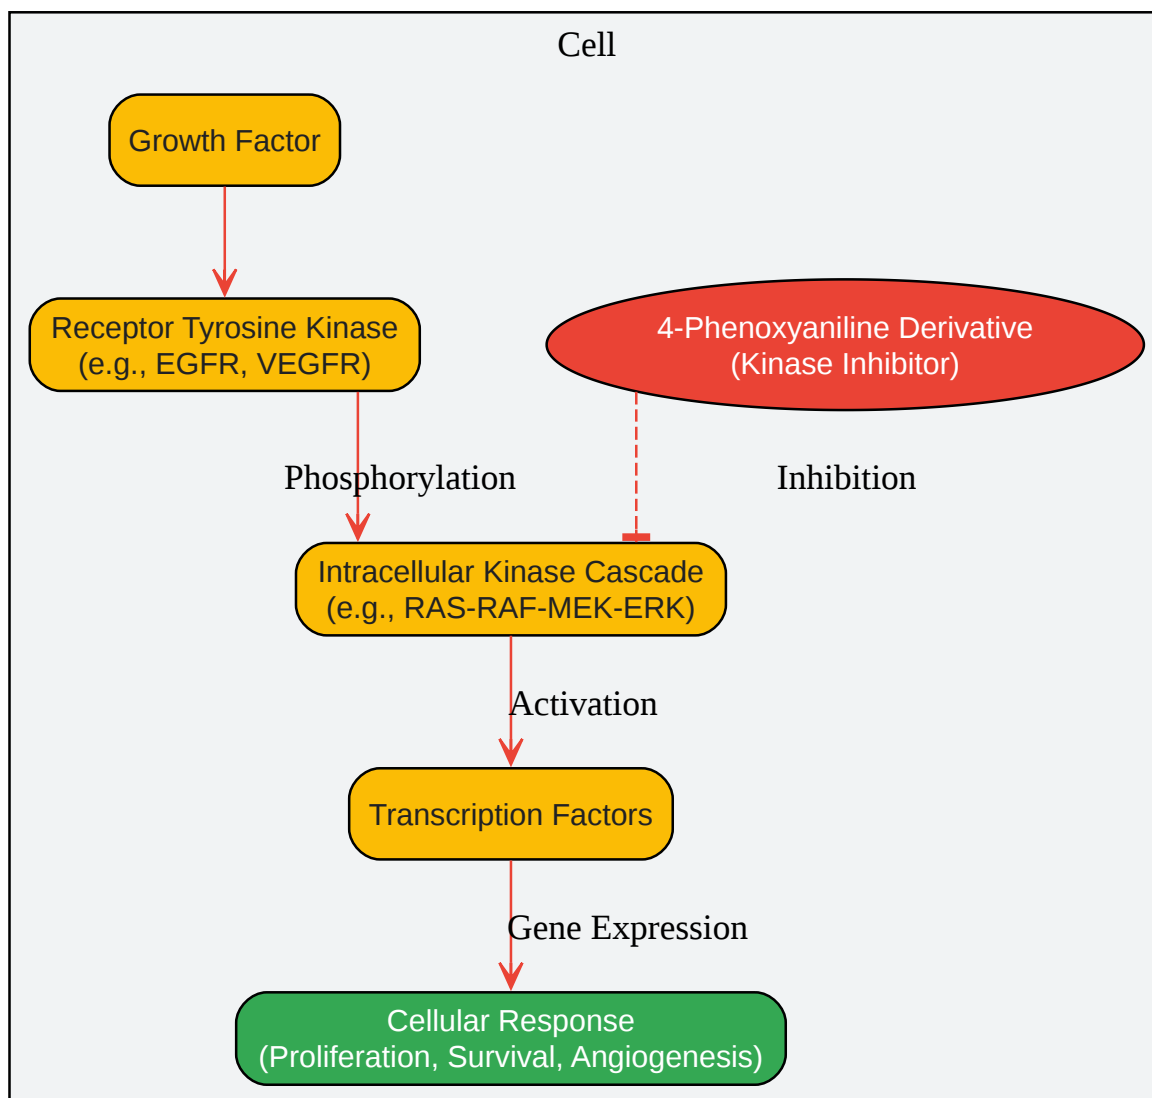 Cell
Growth Factor
Receptor Tyrosine Kinase
(e.g., EGFR, VEGFR)
4-Phenoxyaniline Derivative
(Kinase Inhibitor)
Phosphorylation
Inhibition
Intracellular Kinase Cascade
(e.g., RAS-RAF-MEK-ERK)
Activation
Transcription Factors
Gene Expression
Cellular Response
(Proliferation, Survival, Angiogenesis)